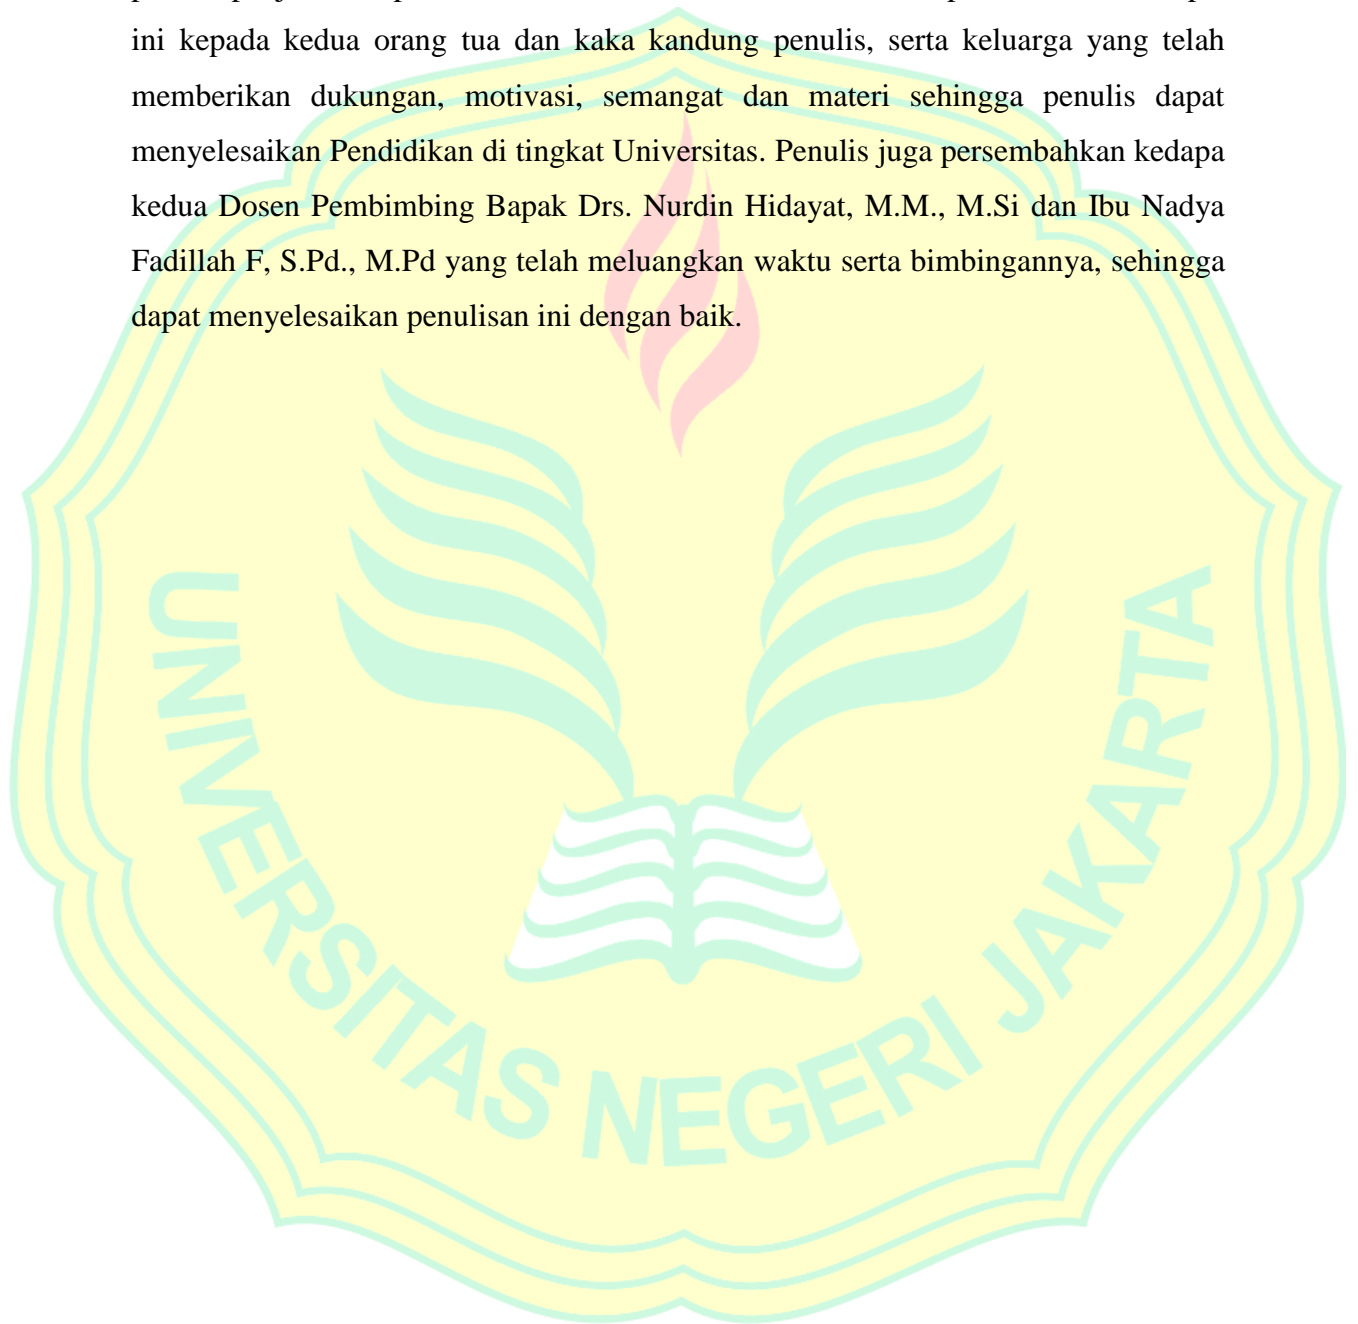 ini kepada kedua orang tua dan kaka kandung penulis, serta keluarga yang telah
memberikan dukungan, motivasi, semangat dan materi sehingga penulis dapat
menyelesaikan Pendidikan di tingkat Universitas. Penulis juga persembahkan kedapa
kedua Dosen Pembimbing Bapak Drs. Nurdin Hidayat, M.M., M.Si dan Ibu Nadya
Fadillah F, S.Pd., M.Pd yang telah meluangkan waktu serta bimbingannya, sehingga
dapat menyelesaikan penulisan ini dengan baik.
UNIVERSITAS NEGERI JAKARTA